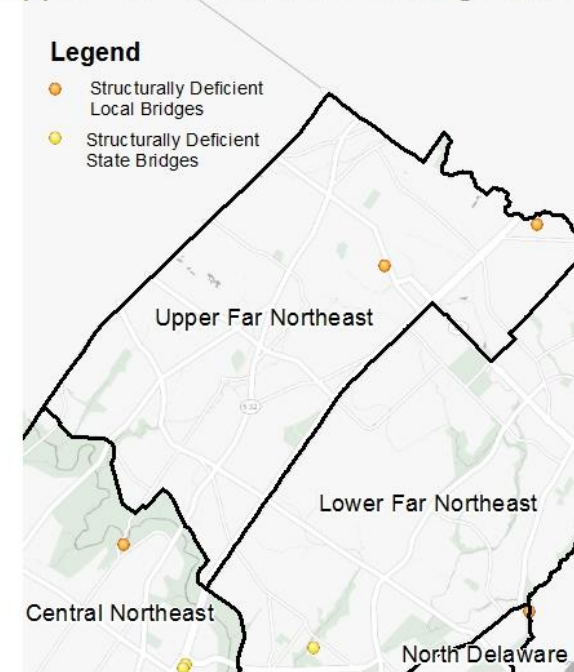 Legend
Structurally Deficient
Local Bridges
Structurally Deficient
State Bridges
Upper Far Northeast
Lower Far Northeast
Central Northeast
North Delaware